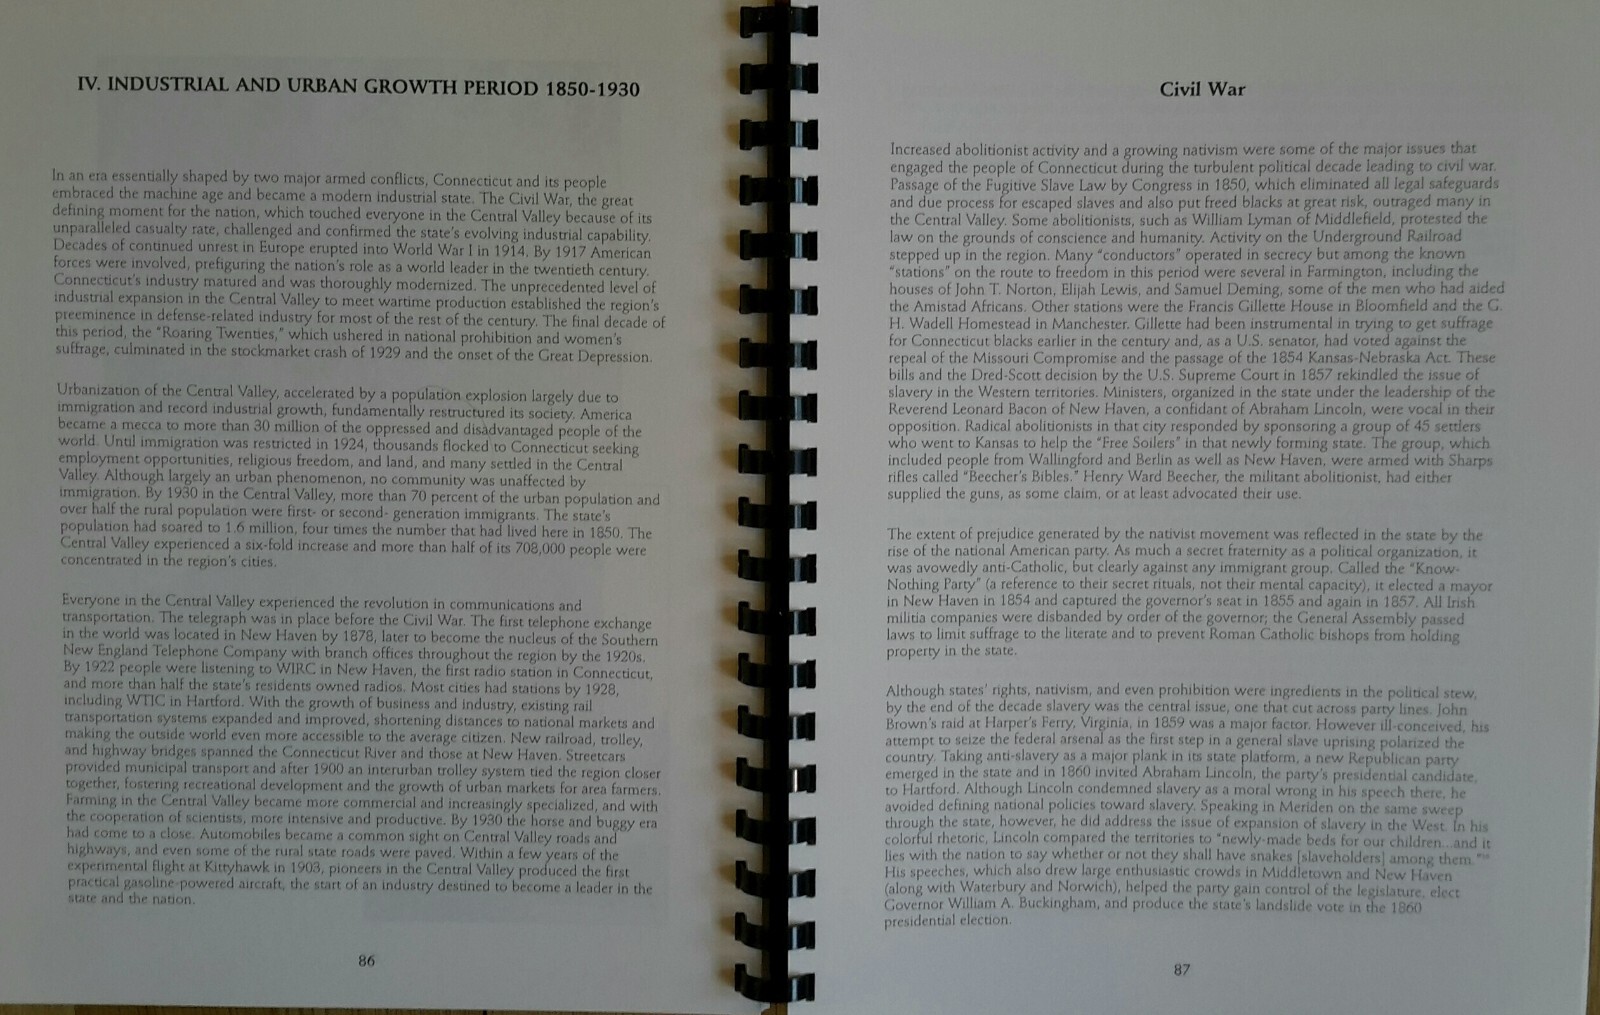 IV. INDUSTRIAL AND URBAN GROWTH PERIOD 1850-1930
In an era essentially shaped by two major armed conflicts, Connecticut and its people
embraced the machine age and became a modern industrial state. The Civil War, the great
defining moment for the nation, which touched everyone in the Central Valley because of its
unparalleled casualty rate, challenged and confirmed the state's evolving industrial capability.
Decades of continued unrest in Europe erupted into World War I in 1914. By 1917 American
forces were involved, prefiguring the nation's role as a world leader in the twentieth century.
Connecticut's industry matured and was thoroughly modernized. The unprecedented level of
industrial expansion in the Central Valley to meet wartime production established the region's
preeminence in defense-related industry for most of the rest of the century. The final decade of
this period, the "Roaring Twenties," which ushered in national prohibition and women's
suffrage, culminated in the stockmarket crash of 1929 and the onset of the Great Depression.
Urbanization of the Central Valley, accelerated by a population explosion largely due to
immigration and record industrial growth, fundamentally restructured its society. America
became a mecca to more than 30 million of the oppressed and disadvantaged people of the
world. Until immigration was restricted in 1924, thousands flocked to Connecticut seeking
employment opportunities, religious freedom, and land, and many settled in the Central
Valley. Although largely an urban phenomenon, no community was unaffected by
immigration. By 1930 in the Central Valley, more than 70 percent of the urban population and
over half the rural population were first- or second- generation immigrants. The state's
population had soared to 1.6 million, four times the number that had lived here in 1850. The
Central Valley experienced a six-fold increase and more than half of its 708,000 people were
concentrated in the region's cities.
Everyone in the Central Valley experienced the revolution in communications and
transportation. The telegraph was in place before the Civil War. The first telephone exchange
in the world was located in New Haven by 1878, later to become the nucleus of the Southern
New England Telephone Company with branch offices throughout the region by the 1920s.
By 1922 people were listening to WIRC in New Haven, the first radio station in Connecticut,
and more than half the state's residents owned radios. Most cities had stations by 1928,
including WTIC in Hartford. With the growth of business and industry, existing rail
transportation systems expanded and improved, shortening distances to national markets and
making the outside world even more accessible to the average citizen. New railroad, trolley,
and highway bridges spanned the Connecticut River and those at New Haven. Streetcars
provided municipal transport and after 1900 an interurban trolley system tied the region closer
together, fostering recreational development and the growth of urban markets for area farmers.
Farming in the Central Valley became more commercial and increasingly specialized, and with
the cooperation of scientists, more intensive and productive. By 1930 the horse and buggy era
had come to a close. Automobiles became a common sight on Central Valley roads and
highways, and even some of the rural state roads were paved. Within a few years of the
experimental flight at Kittyhawk in 1903, pioneers in the Central Valley produced the first
practical gasoline-powered aircraft, the start of an industry destined to become a leader in the
state and the nation.
86
Civil War
Increased abolitionist activity and a growing nativism were some of the major issues that
engaged the people of Connecticut during the turbulent political decade leading to civil war.
Passage of the Fugitive Slave Law by Congress in 1850, which eliminated all legal safeguards
and due process for escaped slaves and also put freed blacks at great risk, outraged many in
the Central Valley. Some abolitionists, such as William Lyman of Middlefield, protested the
law on the grounds of conscience and humanity. Activity on the Underground Railroad
stepped up in the region. Many "conductors" operated in secrecy but among the known
"stations" on the route to freedom in this period were several in Farmington, including the
houses of John T. Norton, Elijah Lewis, and Samuel Deming, some of the men who had aided
the Amistad Africans. Other stations were the Francis Gillette House in Bloomfield and the G.
H. Wadell Homestead in Manchester. Gillette had been instrumental in trying to get suffrage
for Connecticut blacks earlier in the century and, as a U.S. senator, had voted against the
repeal of the Missouri Compromise and the passage of the 1854 Kansas-Nebraska Act. These
bills and the Dred-Scott decision by the U.S. Supreme Court in 1857 rekindled the issue of
slavery in the Western territories. Ministers, organized in the state under the leadership of the
Reverend Leonard Bacon of New Haven, a confidant of Abraham Lincoln, were vocal in their
opposition. Radical abolitionists in that city responded by sponsoring a group of 45 settlers
who went to Kansas to help the "Free Soilers" in that newly forming state. The group, which
included people from Wallingford and Berlin as well as New Haven, were armed with Sharps
rifles called "Beecher's Bibles." Henry Ward Beecher, the militant abolitionist, had either
supplied the guns, as some claim, or at least advocated their use.
The extent of prejudice generated by the nativist movement was reflected in the state by the
rise of the national American party. As much a secret fraternity as a political organization, it
was avowedly anti-Catholic, but clearly against any immigrant group. Called the "Know-
Nothing Party" (a reference to their secret rituals, not their mental capacity), it elected a mayor
in New Haven in 1854 and captured the governor's seat in 1855 and again in 1857. All Irish
militia companies were disbanded by order of the governor; the General Assembly passed
laws to limit suffrage to the literate and to prevent Roman Catholic bishops from holding
property in the state.
Although states' rights, nativism, and even prohibition were ingredients in the political stew,
by the end of the decade slavery was the central issue, one that cut across party lines. John
Brown's raid at Harper's Ferry, Virginia, in 1859 was a major factor. However ill-conceived, his
attempt to seize the federal arsenal as the first step in a general slave uprising polarized the
country. Taking anti-slavery as a major plank in its state platform, a new Republican party
emerged in the state and in 1860 invited Abraham Lincoln, the party's presidential candidate,
to Hartford. Although Lincoln condemned slavery as a moral wrong in his speech there, he
avoided defining national policies toward slavery. Speaking in Meriden on the same sweep
through the state, however, he did address the issue of expansion of slavery in the West. In his
colorful rhetoric, Lincoln compared the territories to "newly-made beds for our children...and it
lies with the nation to say whether or not they shall have snakes [slaveholders] among them."
His speeches, which also drew large enthusiastic crowds in Middletown and New Haven
(along with Waterbury and Norwich), helped the party gain control of the legislature, elect
Governor William A. Buckingham, and produce the state's landslide vote in the 1860
presidential election.
87